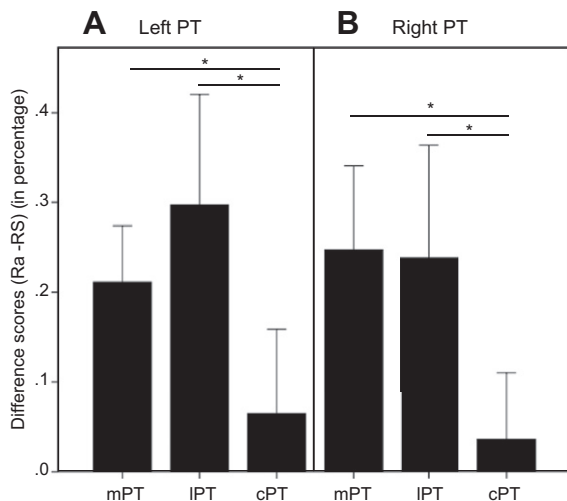 A Left PT
B Right PT
Difference scores (Ra -RS) (in percentage)
.4
.3
.2
.1
.0
*
*
*
*
mPT
lPT
cPT
mPT
lPT
cPT